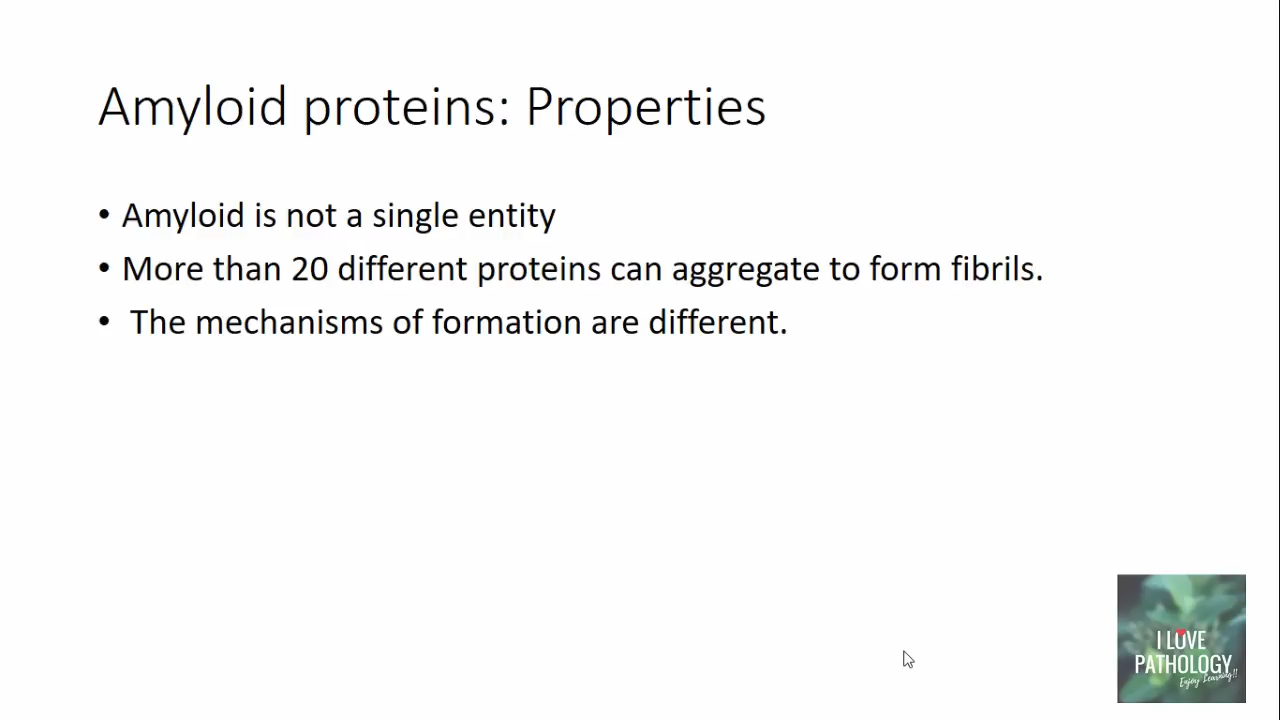 Amyloid proteins: Properties
• Amyloid is not a single entity
• More than 20 different proteins can aggregate to form fibrils.
• The mechanisms of formation are different.
I LOVE
PATHOLOGY
Enjoy Learning!!